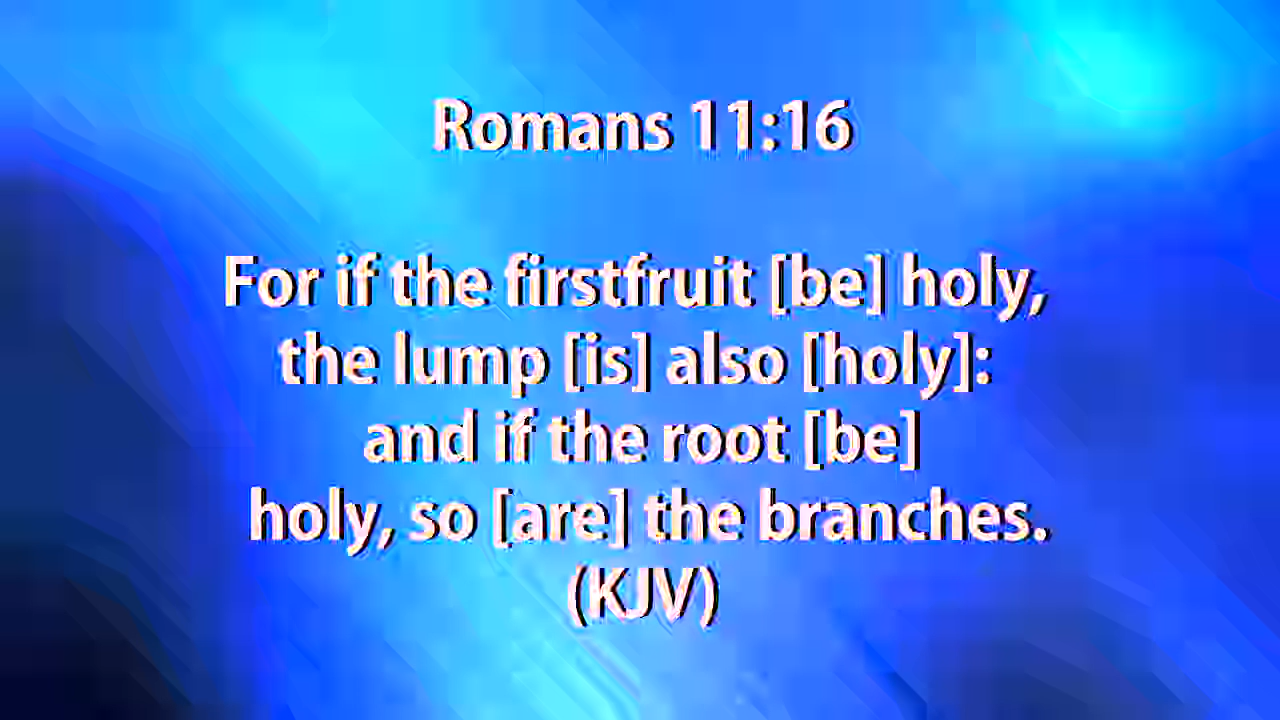 Romans 11:16
For if the firstfruit [be] holy,
the lump [is] also [holy]:
and if the root [be]
holy, so [are] the branches.
(KJV)